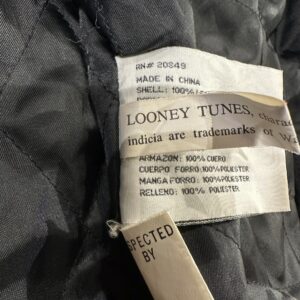 RN# 20849
MADE IN CHINA
SHELL: 100%
LOONEY TUNES, charac
indicia are trademarks of W
ARMAZON: 100% CUERO
CUERPO FORRO: 100% POLIESTER
MANGA FORRO: 100% POLIESTER
RELLENO: 100% POLIESTER
SPECTED
BY